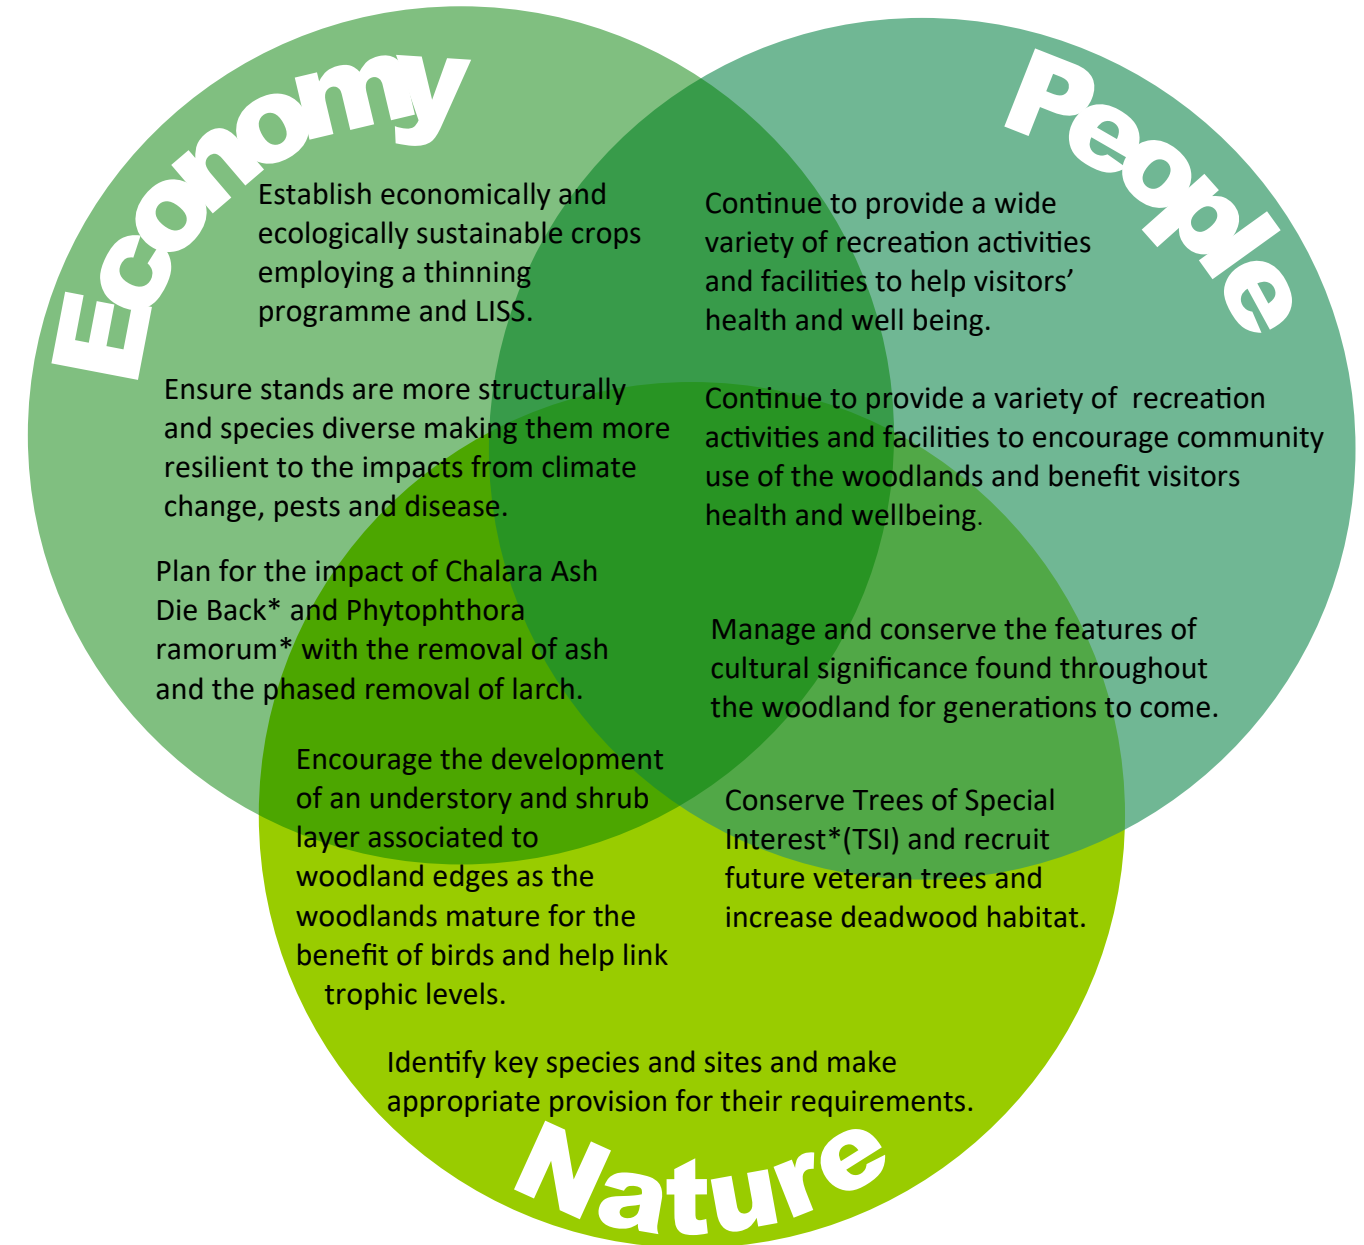 Economy
People
Establish economically and
ecologically sustainable crops
employing a thinning
programme and LISS.
Continue to provide a wide
variety of recreation activities
and facilities to help visitors’
health and well being.
Ensure stands are more structurally
and species diverse making them more
resilient to the impacts from climate
change, pests and disease.
Continue to provide a variety of  recreation
activities and facilities to encourage community
use of the woodlands and benefit visitors
health and wellbeing.
Plan for the impact of Chalara Ash
Die Back* and Phytophthora
ramorum* with the removal of ash
and the phased removal of larch.
Manage and conserve the features of
cultural significance found throughout
the woodland for generations to come.
Encourage the development
of an understory and shrub
layer associated to
woodland edges as the
woodlands mature for the
benefit of birds and help link
trophic levels.
Conserve Trees of Special
Interest*(TSI) and recruit
future veteran trees and
increase deadwood habitat.
Identify key species and sites and make
appropriate provision for their requirements.
Nature